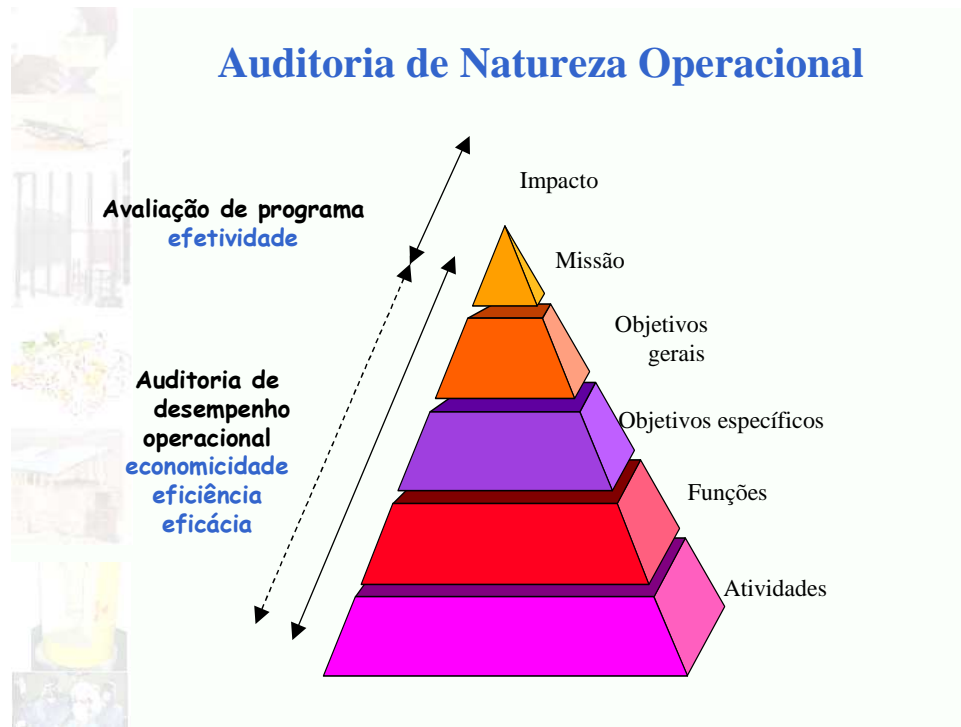 Auditoria de Natureza Operacional
Impacto
Avaliação de programa
efetividade
Missão
Objetivos
gerais
Auditoria de
desempenho
operacional
economicidade
eficiência
eficácia
Objetivos específicos
Funções
Atividades